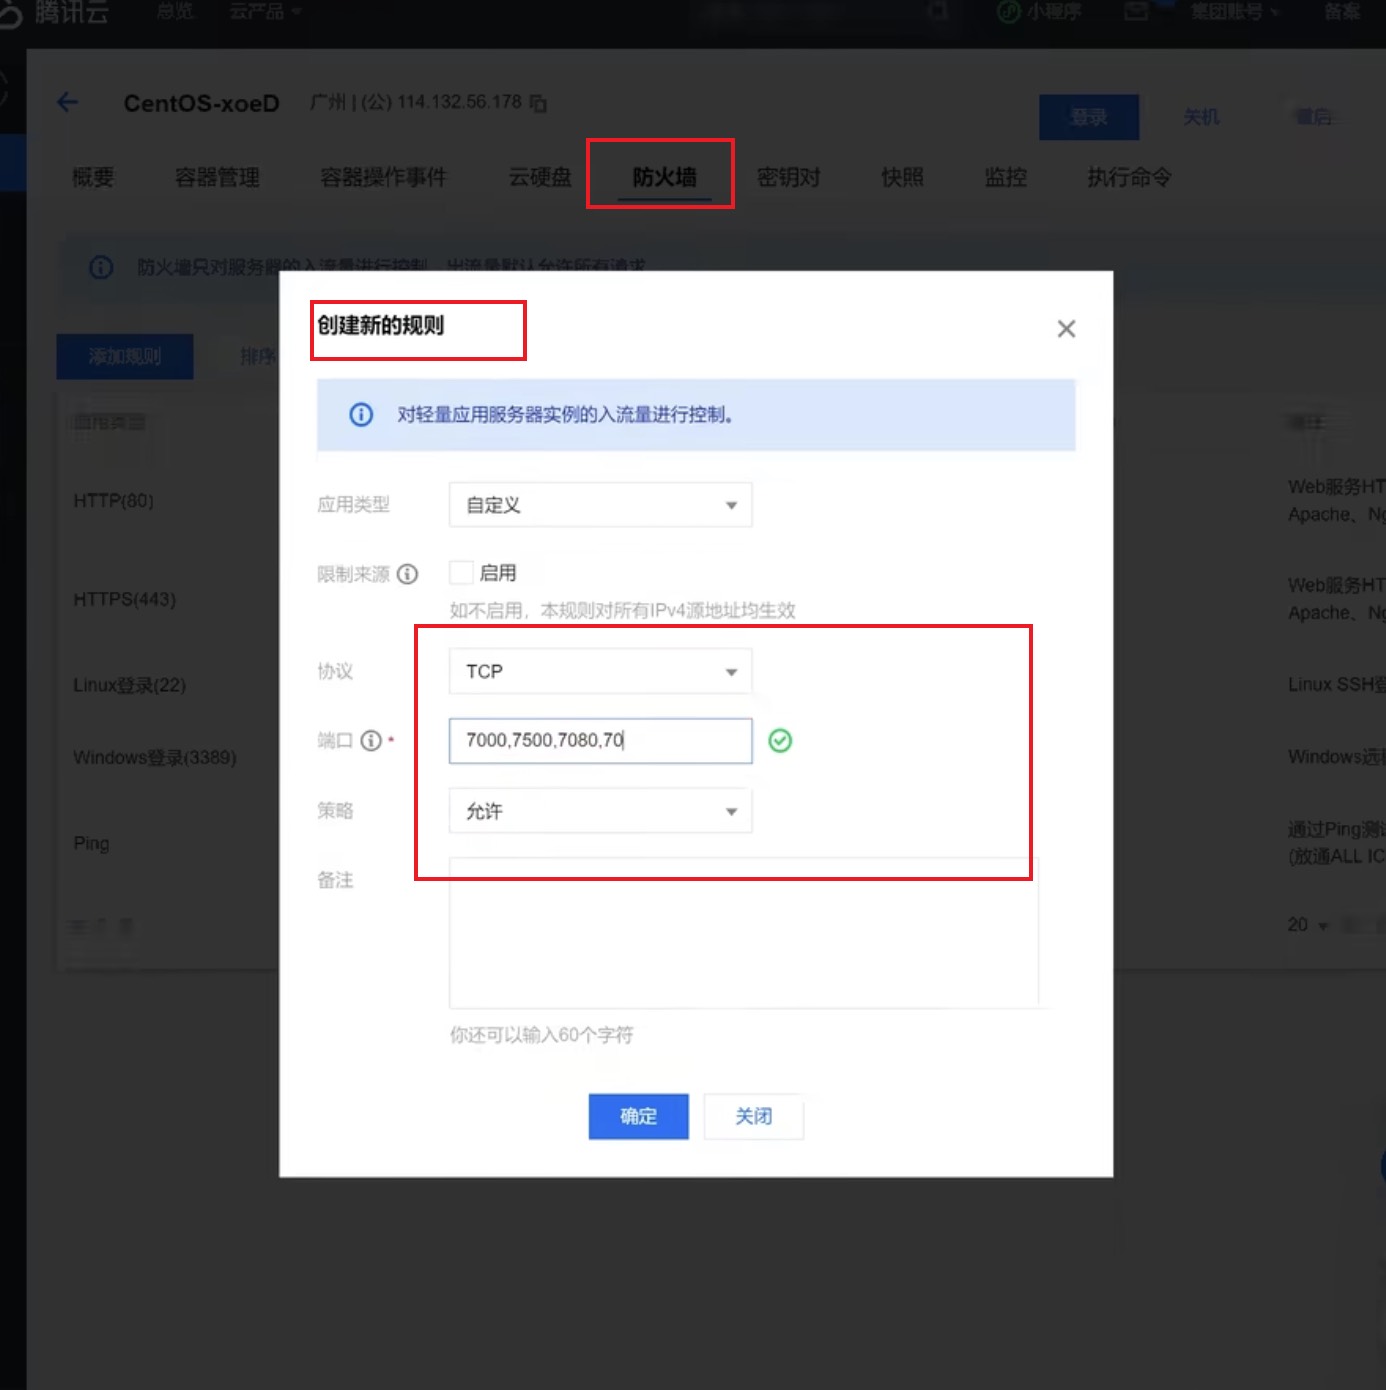 腾讯云
总览
云产品
小程序
集团账号
备案
CentOS-xoeD
广州 | (公) 114.132.56.178
登录
关机
重启
概要
容器管理
容器操作事件
云硬盘
防火墙
密钥对
快照
监控
执行命令
防火墙只对服务器的入流量进行控制，出流量默认允许所有请求
添加规则
排序
创建新的规则
对轻量应用服务器实例的入流量进行控制。
应用类型
自定义
限制来源
启用
如不启用，本规则对所有IPv4源地址均生效
协议
TCP
端口 *
7000,7500,7080,70
策略
允许
备注
你还可以输入60个字符
确定
关闭
HTTP(80)
Web服务HT
Apache、Ng
HTTPS(443)
Web服务HT
Apache、Ng
Linux登录(22)
Linux SSH登
Windows登录(3389)
Windows远程
Ping
通过Ping测试
(放通ALL IC
20